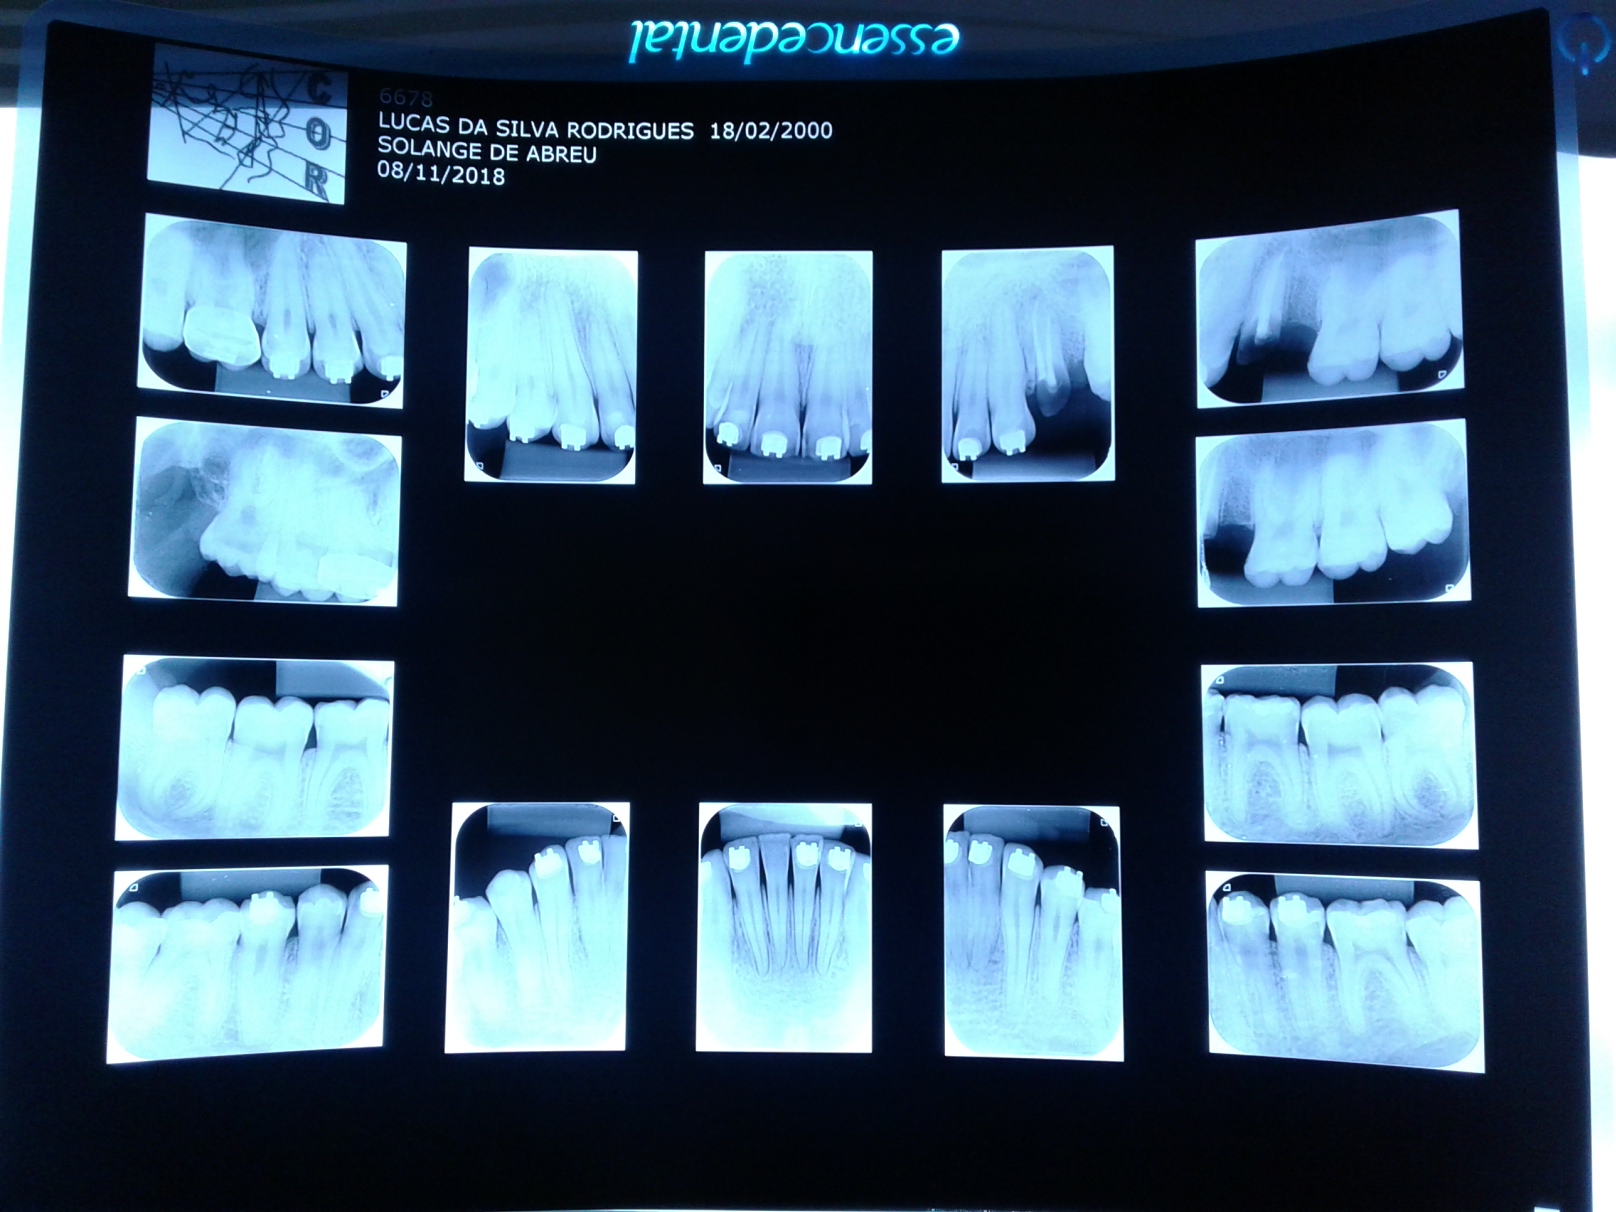 essencedental
C
O
R
6678
LUCAS DA SILVA RODRIGUES 18/02/2000
SOLANGE DE ABREU
08/11/2018